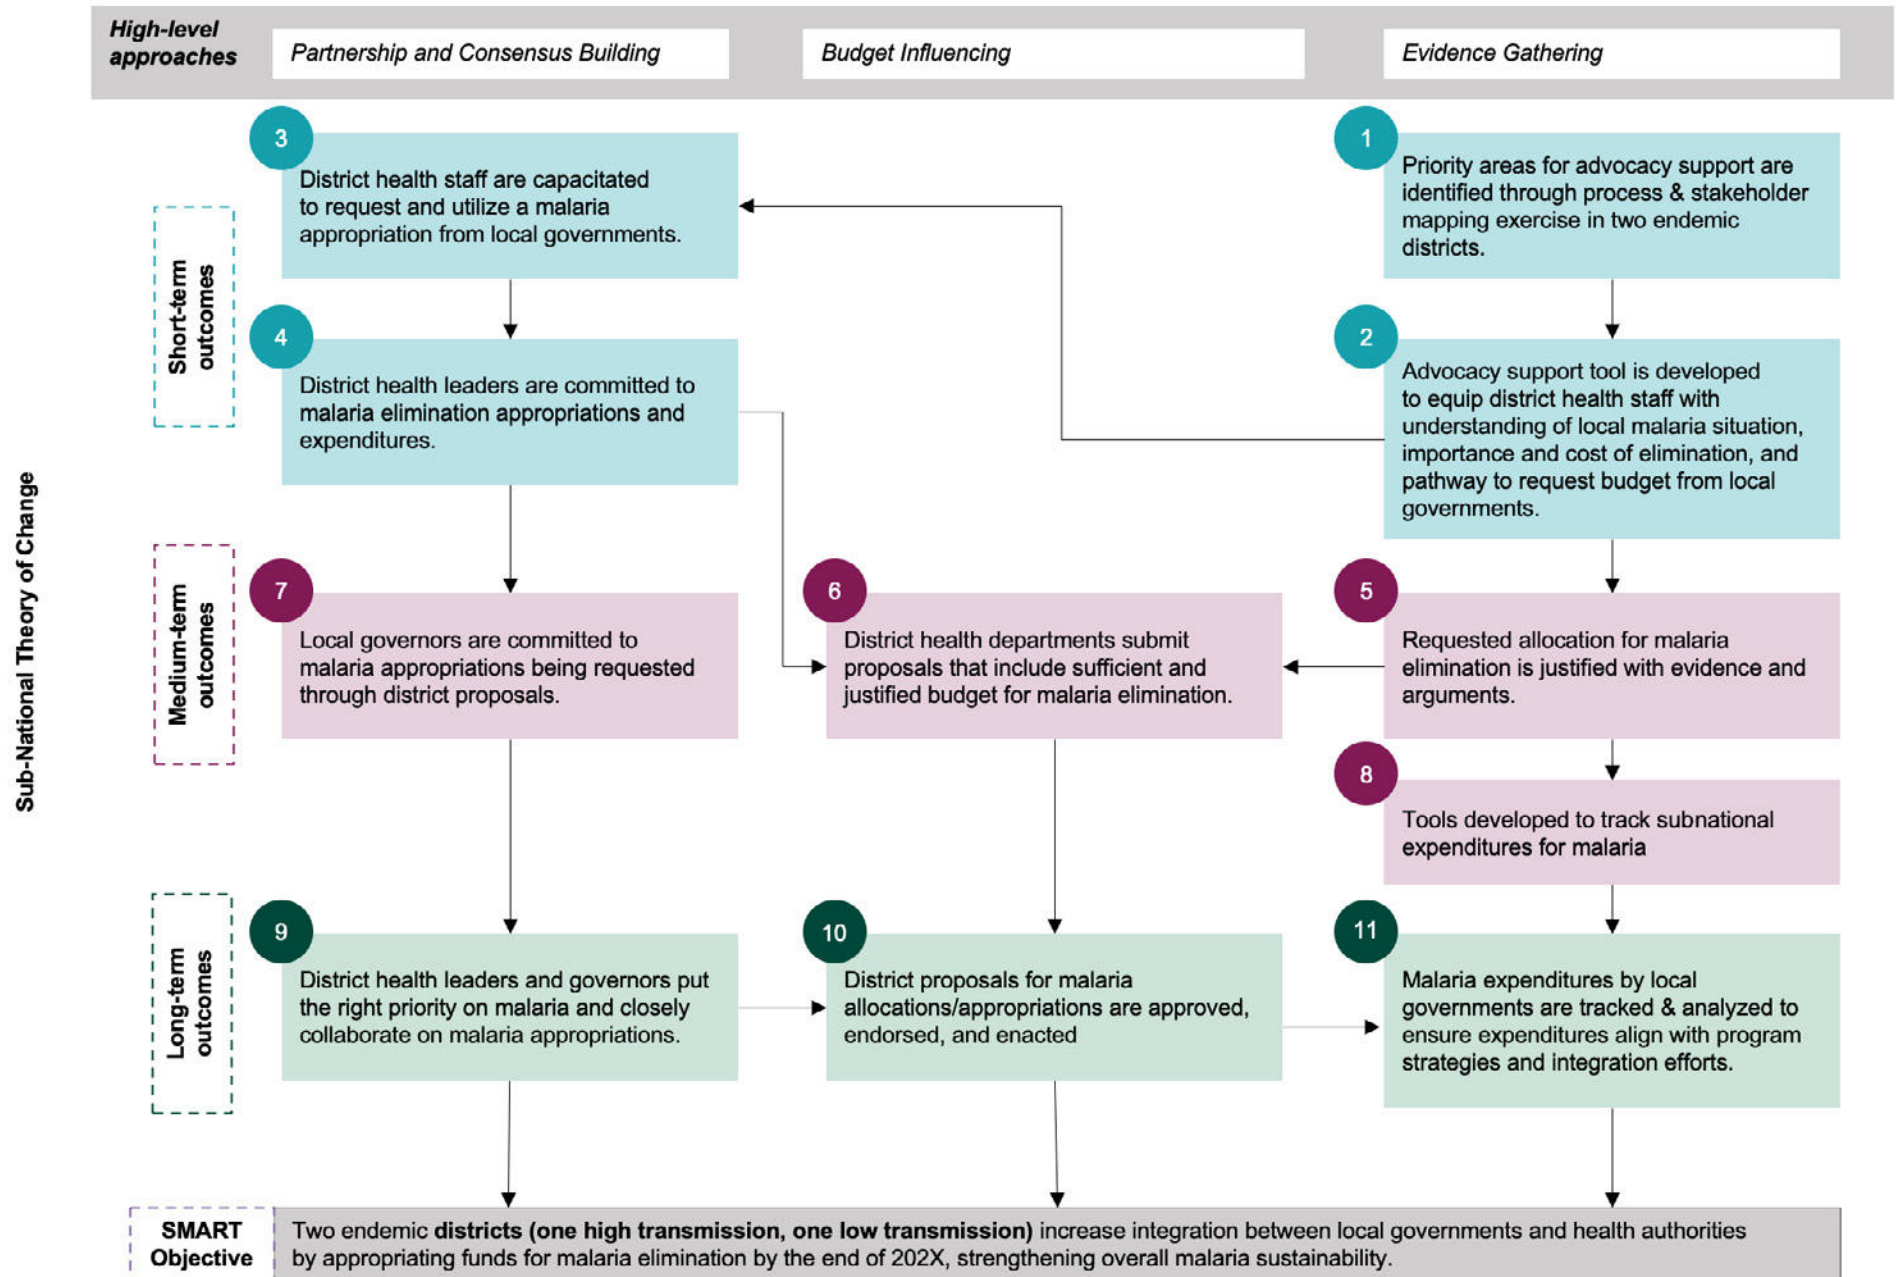 High-level
approaches
Partnership and Consensus Building
Budget Influencing
Evidence Gathering
Sub-National Theory of Change
Short-term
outcomes
3
District health staff are capacitated
to request and utilize a malaria
appropriation from local governments.
1
Priority areas for advocacy support are
identified through process & stakeholder
mapping exercise in two endemic
districts.
4
District health leaders are committed to
malaria elimination appropriations and
expenditures.
2
Advocacy support tool is developed
to equip district health staff with
understanding of local malaria situation,
importance and cost of elimination, and
pathway to request budget from local
governments.
Medium-term
outcomes
7
Local governors are committed to
malaria appropriations being requested
through district proposals.
6
District health departments submit
proposals that include sufficient and
justified budget for malaria elimination.
5
Requested allocation for malaria
elimination is justified with evidence and
arguments.
8
Tools developed to track subnational
expenditures for malaria
Long-term
outcomes
9
District health leaders and governors put
the right priority on malaria and closely
collaborate on malaria appropriations.
10
District proposals for malaria
allocations/appropriations are approved,
endorsed, and enacted
11
Malaria expenditures by local
governments are tracked & analyzed to
ensure expenditures align with program
strategies and integration efforts.
SMART
Objective
Two endemic districts (one high transmission, one low transmission) increase integration between local governments and health authorities
by appropriating funds for malaria elimination by the end of 202X, strengthening overall malaria sustainability.